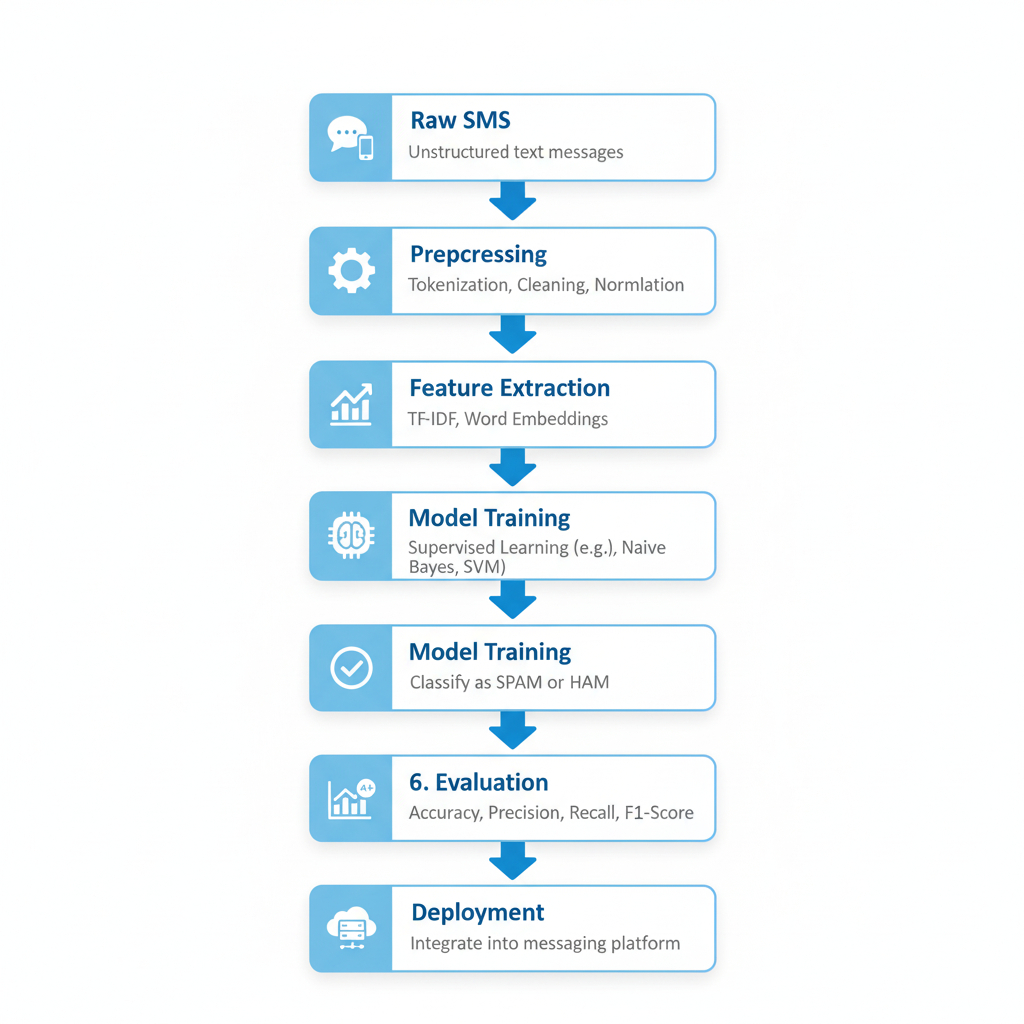 Raw SMS
Unstructured text messages
Prepcressing
Tokenization, Cleaning, Normlation
Feature Extraction
TF-IDF, Word Embeddings
Model Training
Supervised Learning (e.g.), Naive
Bayes, SVM)
Model Training
Classify as SPAM or HAM
6. Evaluation
A+
Accuracy, Precision, Recall, F1-Score
Deployment
Integrate into messaging platform